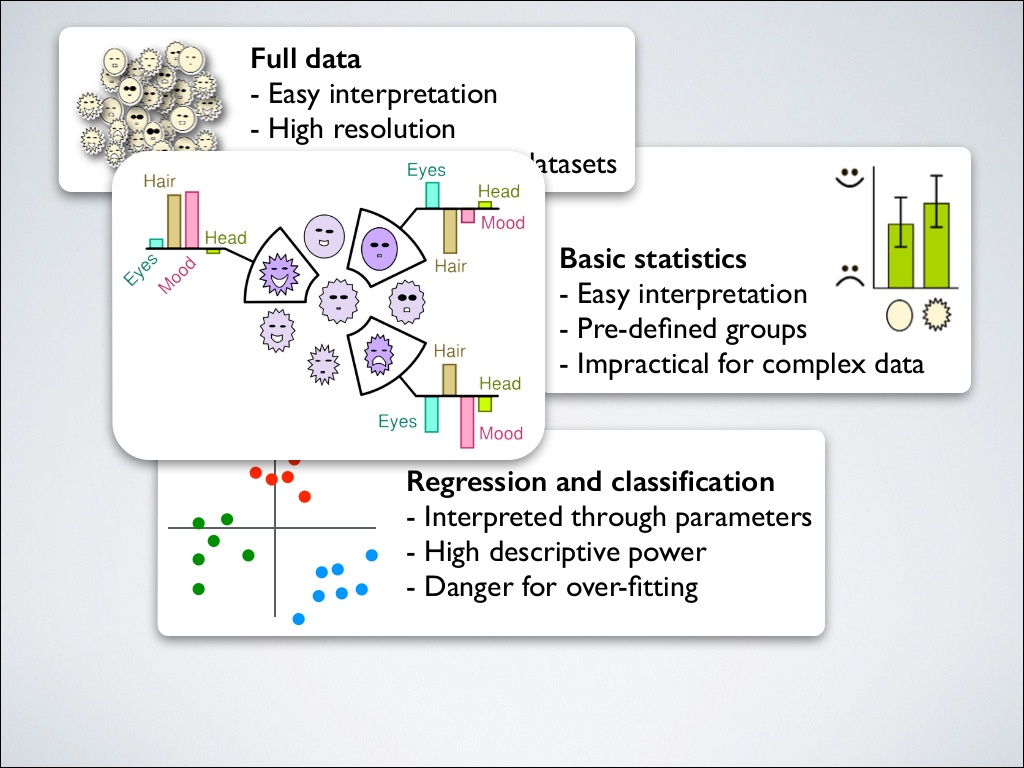 Full data
- Easy interpretation
- High resolution
atasets
Hair
Head
Eyes
Mood
Eyes
Head
Mood
Hair
Hair
Head
Eyes
Mood
Basic statistics
- Easy interpretation
- Pre-defined groups
- Impractical for complex data
Regression and classification
- Interpreted through parameters
- High descriptive power
- Danger for over-fitting